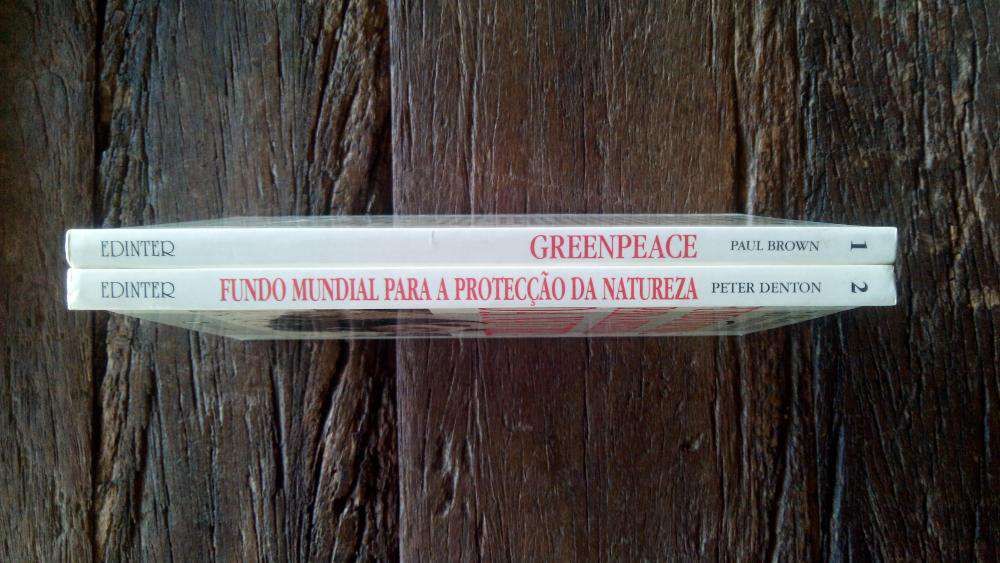 EDINTER GREENPEACE PAUL BROWN 1
EDINTER FUNDO MUNDIAL PARA A PROTECÇÃO DA NATUREZA PETER DENTON 2